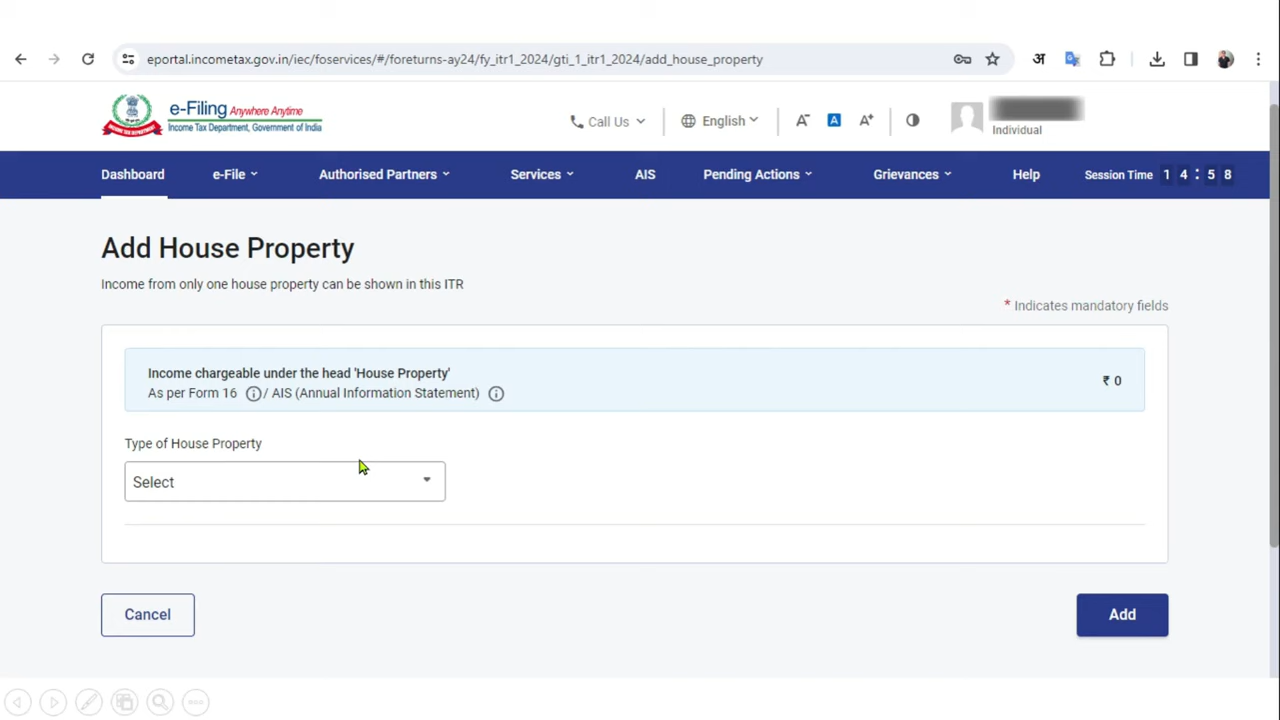 eportal.incometax.gov.in/iec/foservices/#/foreturns-ay24/fy_itr1_2024/gti_1_itr1_2024/add_house_property
अ
e-Filing Anywhere Anytime
Income Tax Department, Government of India
Call Us
English
A-
A
A+
Individual
Dashboard
e-File
Authorised Partners
Services
AIS
Pending Actions
Grievances
Help
Session Time 1 4 : 5 8
Add House Property
Income from only one house property can be shown in this ITR
* Indicates mandatory fields
Income chargeable under the head 'House Property'
₹ 0
As per Form 16 / AIS (Annual Information Statement)
Type of House Property
Select
Cancel
Add